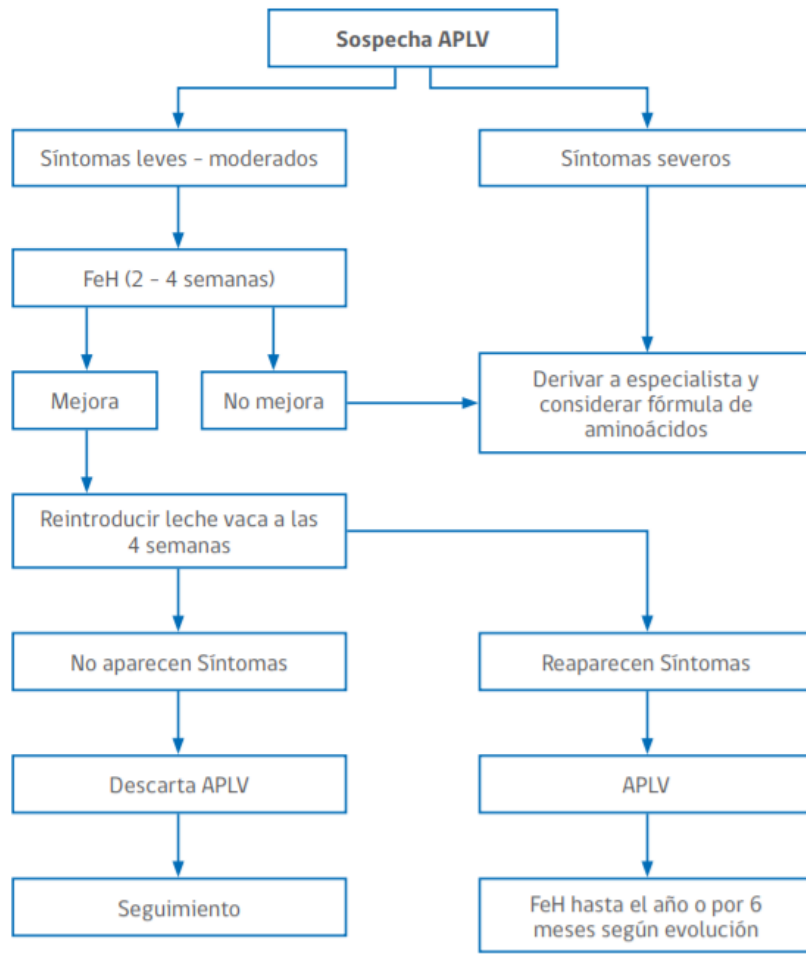 Sospecha APLV
Síntomas leves - moderados
Síntomas severos
FeH (2 - 4 semanas)
Mejora
No mejora
Derivar a especialista y
considerar fórmula de
aminoácidos
Reintroducir leche vaca a las
4 semanas
No aparecen Síntomas
Reaparecen Síntomas
Descarta APLV
APLV
Seguimiento
FeH hasta el año o por 6
meses según evolución